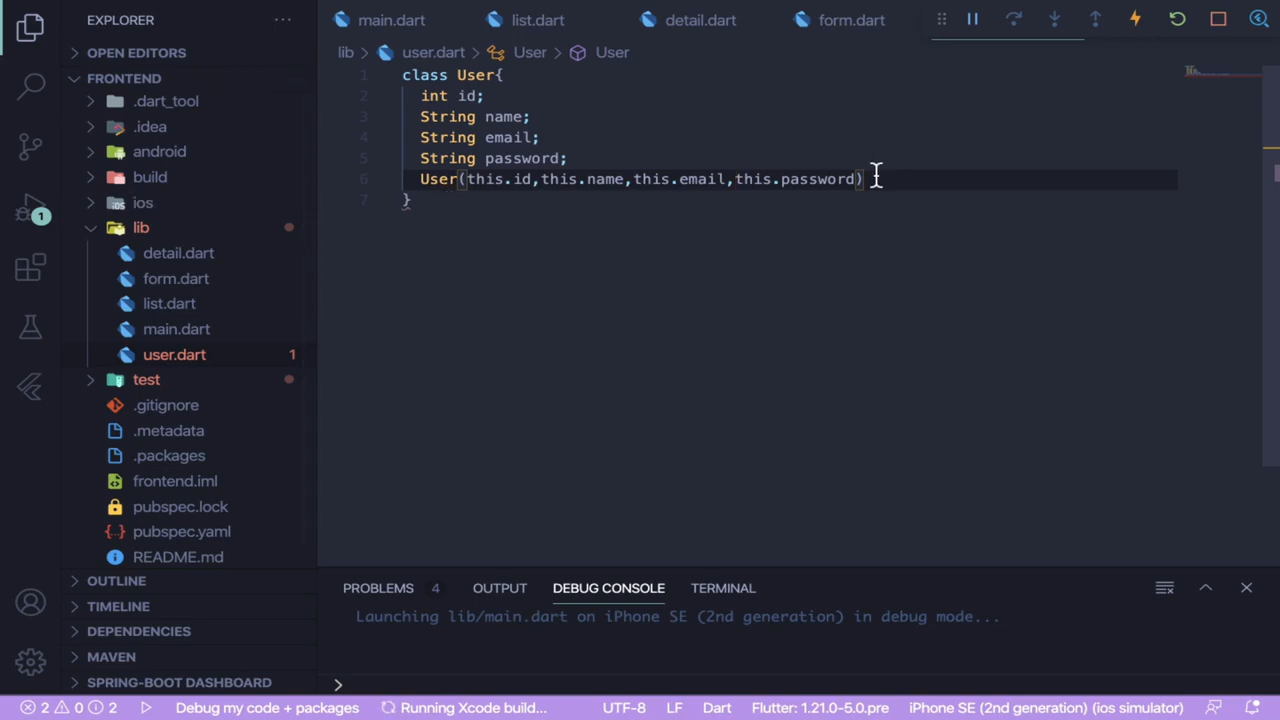 EXPLORER
main.dart
list.dart
detail.dart
form.dart
OPEN EDITORS
FRONTEND
.dart_tool
.idea
android
build
ios
lib
detail.dart
form.dart
list.dart
main.dart
user.dart 1
test
.gitignore
.metadata
.packages
frontend.iml
pubspec.lock
pubspec.yaml
README.md
OUTLINE
TIMELINE
DEPENDENCIES
MAVEN
SPRING-BOOT DASHBOARD
1
lib > user.dart > User > User
1 class User{
2 int id;
3 String name;
4 String email;
5 String password;
6 User(this.id,this.name,this.email,this.password)
7 }
PROBLEMS 4 OUTPUT DEBUG CONSOLE TERMINAL
Launching lib/main.dart on iPhone SE (2nd generation) in debug mode...
>
2 0 2 Debug my code + packages Running Xcode build... UTF-8 LF Dart Flutter: 1.21.0-5.0.pre iPhone SE (2nd generation) (ios simulator)